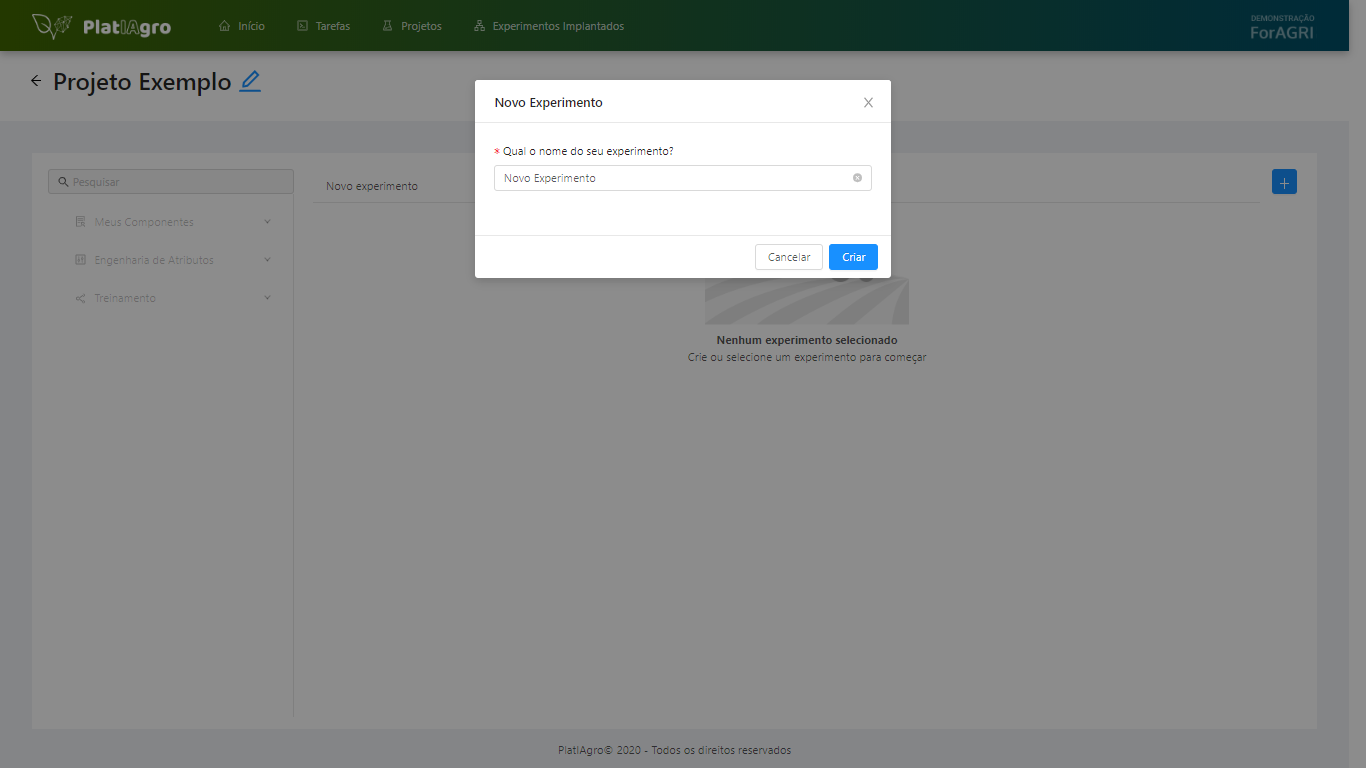 PlatIAgro
Início
Tarefas
Projetos
Experimentos Implantados
DEMONSTRAÇÃO
ForAGRI
Projeto Exemplo
Novo Experimento
* Qual o nome do seu experimento?
Novo Experimento
Cancelar
Criar
Pesquisar
Meus Componentes
Engenharia de Atributos
Treinamento
Novo experimento
Nenhum experimento selecionado
Crie ou selecione um experimento para começar
PlatIAgro© 2020 - Todos os direitos reservados